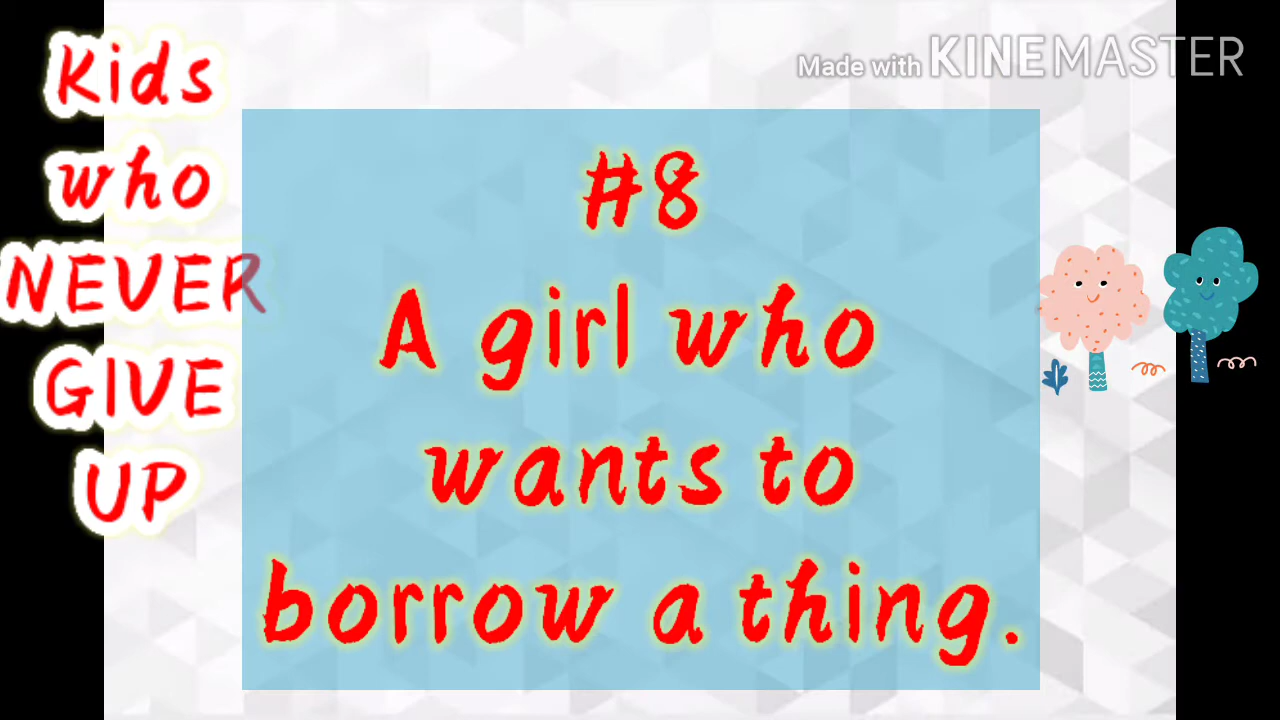 Kids
who
NEVER
GIVE
UP
Made with KINEMASTER
#8
A girl who
wants to
borrow a thing.